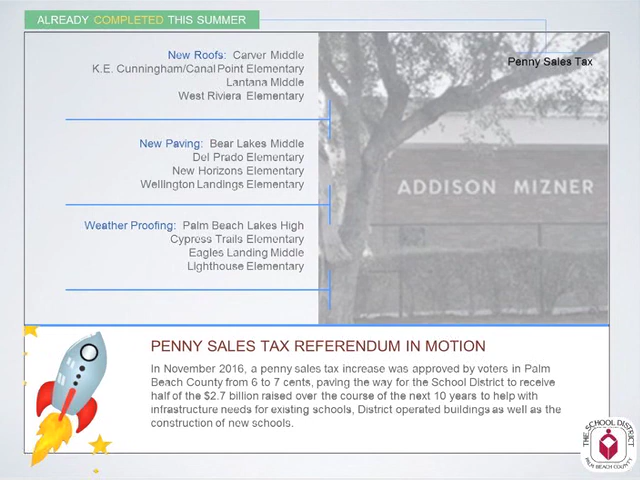 ALREADY COMPLETED THIS SUMMER
Penny Sales Tax
New Roofs: Carver Middle
K.E. Cunningham/Canal Point Elementary
Lantana Middle
West Riviera Elementary
New Paving: Bear Lakes Middle
Del Prado Elementary
New Horizons Elementary
Wellington Landings Elementary
ADDISON MIZNER
Weather Proofing: Palm Beach Lakes High
Cypress Trails Elementary
Eagles Landing Middle
Lighthouse Elementary
PENNY SALES TAX REFERENDUM IN MOTION
In November 2016, a penny sales tax increase was approved by voters in Palm
Beach County from 6 to 7 cents, paving the way for the School District to receive
half of the $2.7 billion raised over the course of the next 10 years to help with
infrastructure needs for existing schools, District operated buildings as well as the
construction of new schools.
THE SCHOOL DISTRICT
PALM BEACH COUNTY